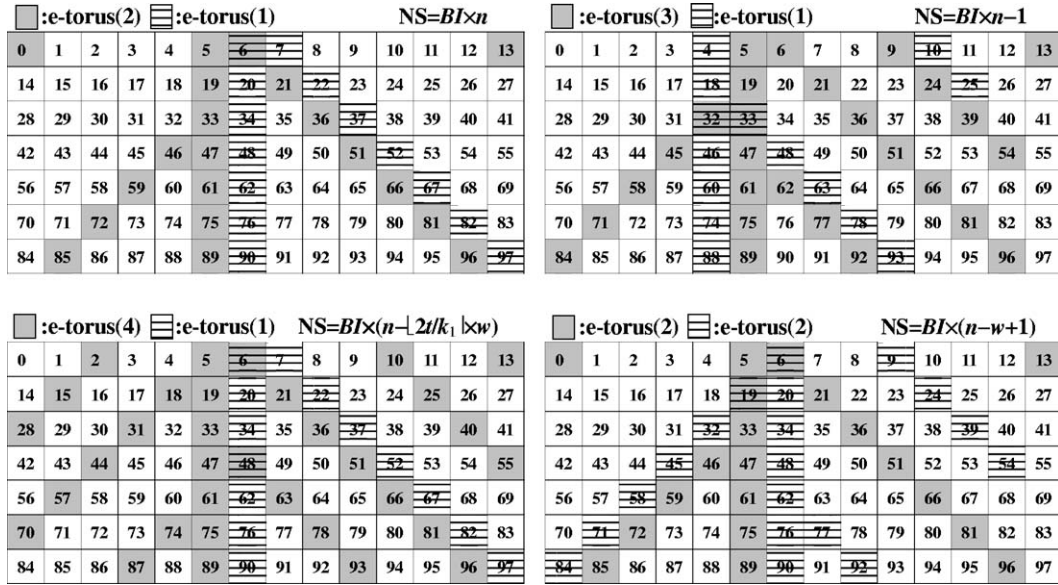 :e-torus(2) :e-torus(1) NS=BI×n
0 1 2 3 4 5 6 7 8 9 10 11 12 13
14 15 16 17 18 19 20 21 22 23 24 25 26 27
28 29 30 31 32 33 34 35 36 37 38 39 40 41
42 43 44 45 46 47 48 49 50 51 52 53 54 55
56 57 58 59 60 61 62 63 64 65 66 67 68 69
70 71 72 73 74 75 76 77 78 79 80 81 82 83
84 85 86 87 88 89 90 91 92 93 94 95 96 97
:e-torus(3) :e-torus(1) NS=BI×n−1
0 1 2 3 4 5 6 7 8 9 10 11 12 13
14 15 16 17 18 19 20 21 22 23 24 25 26 27
28 29 30 31 32 33 34 35 36 37 38 39 40 41
42 43 44 45 46 47 48 49 50 51 52 53 54 55
56 57 58 59 60 61 62 63 64 65 66 67 68 69
70 71 72 73 74 75 76 77 78 79 80 81 82 83
84 85 86 87 88 89 90 91 92 93 94 95 96 97
:e-torus(4) :e-torus(1) NS=BI×(n−⌊2t/k₁⌋×w)
0 1 2 3 4 5 6 7 8 9 10 11 12 13
14 15 16 17 18 19 20 21 22 23 24 25 26 27
28 29 30 31 32 33 34 35 36 37 38 39 40 41
42 43 44 45 46 47 48 49 50 51 52 53 54 55
56 57 58 59 60 61 62 63 64 65 66 67 68 69
70 71 72 73 74 75 76 77 78 79 80 81 82 83
84 85 86 87 88 89 90 91 92 93 94 95 96 97
:e-torus(2) :e-torus(2) NS=BI×(n−w+1)
0 1 2 3 4 5 6 7 8 9 10 11 12 13
14 15 16 17 18 19 20 21 22 23 24 25 26 27
28 29 30 31 32 33 34 35 36 37 38 39 40 41
42 43 44 45 46 47 48 49 50 51 52 53 54 55
56 57 58 59 60 61 62 63 64 65 66 67 68 69
70 71 72 73 74 75 76 77 78 79 80 81 82 83
84 85 86 87 88 89 90 91 92 93 94 95 96 97